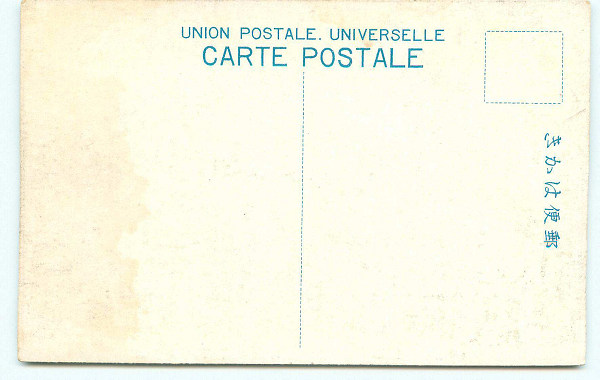 UNION POSTALE. UNIVERSELLE
CARTE POSTALE
郵便はかき